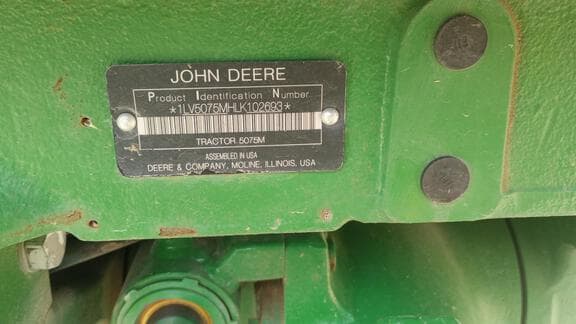 JOHN DEERE
Product Identification Number
*1LV5075MHLK102693*
TRACTOR 5075M
ASSEMBLED IN USA
DEERE & COMPANY, MOLINE, ILLINOIS, USA